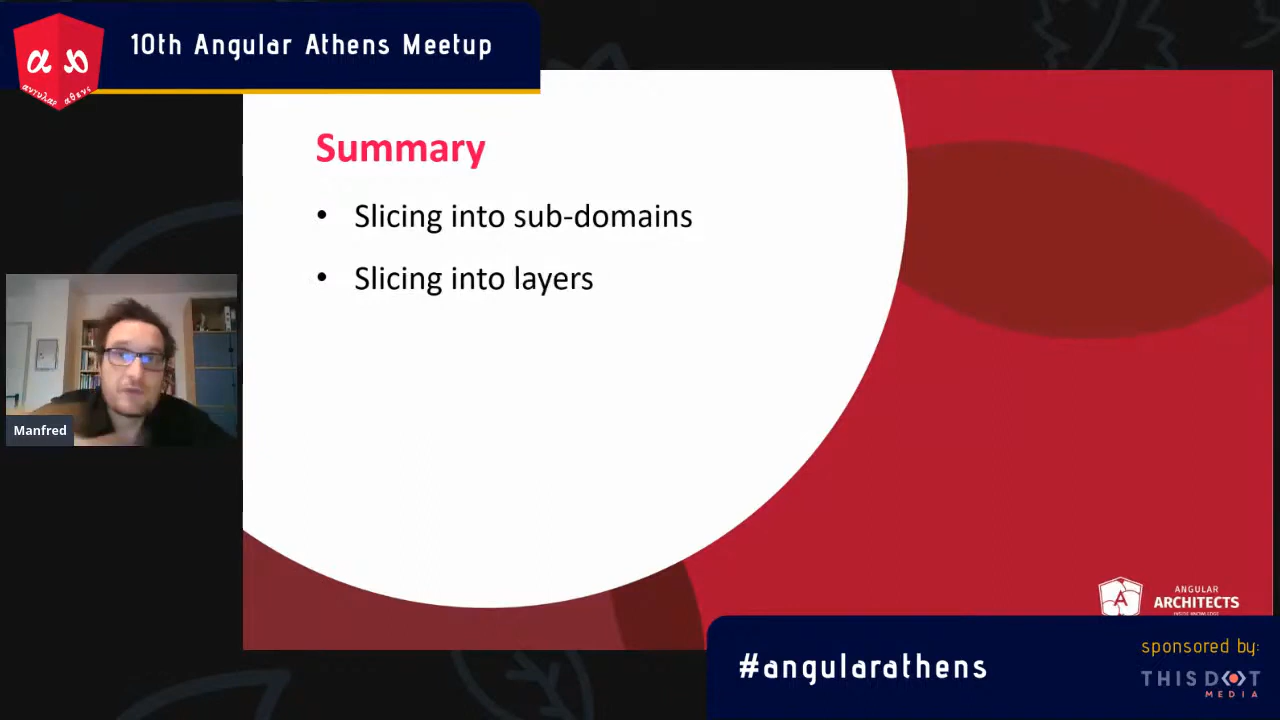 10th Angular Athens Meetup
Summary
• Slicing into sub-domains
• Slicing into layers
Manfred
ANGULAR
ARCHITECTS
#angularathens
sponsored by:
THIS DOT
MEDIA